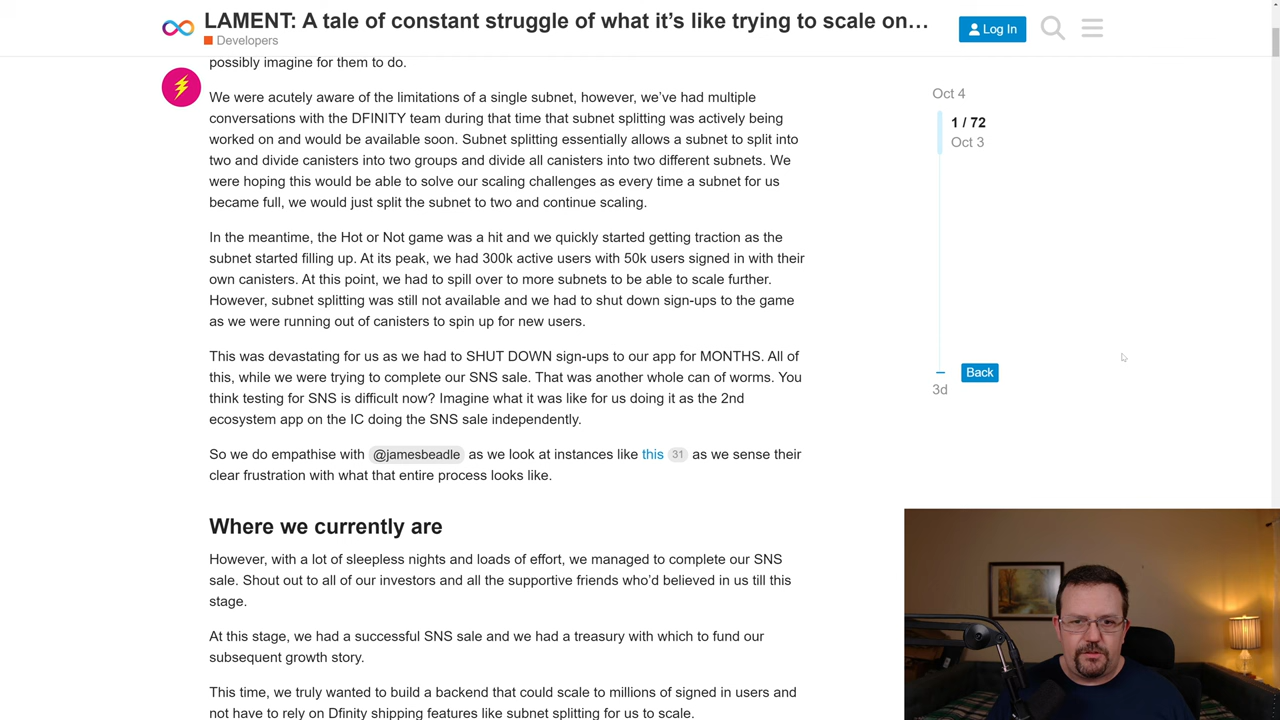 LAMENT: A tale of constant struggle of what it’s like trying to scale on…
Developers
Log In
possibly imagine for them to do.
We were acutely aware of the limitations of a single subnet, however, we’ve had multiple
conversations with the DFINITY team during that time that subnet splitting was actively being
worked on and would be available soon. Subnet splitting essentially allows a subnet to split into
two and divide canisters into two groups and divide all canisters into two different subnets. We
were hoping this would be able to solve our scaling challenges as every time a subnet for us
became full, we would just split the subnet to two and continue scaling.
In the meantime, the Hot or Not game was a hit and we quickly started getting traction as the
subnet started filling up. At its peak, we had 300k active users with 50k users signed in with their
own canisters. At this point, we had to spill over to more subnets to be able to scale further.
However, subnet splitting was still not available and we had to shut down sign-ups to the game
as we were running out of canisters to spin up for new users.
This was devastating for us as we had to SHUT DOWN sign-ups to our app for MONTHS. All of
this, while we were trying to complete our SNS sale. That was another whole can of worms. You
think testing for SNS is difficult now? Imagine what it was like for us doing it as the 2nd
ecosystem app on the IC doing the SNS sale independently.
So we do empathise with @jamesbeadle as we look at instances like this 31 as we sense their
clear frustration with what that entire process looks like.
Where we currently are
However, with a lot of sleepless nights and loads of effort, we managed to complete our SNS
sale. Shout out to all of our investors and all the supportive friends who’d believed in us till this
stage.
At this stage, we had a successful SNS sale and we had a treasury with which to fund our
subsequent growth story.
This time, we truly wanted to build a backend that could scale to millions of signed in users and
not have to rely on Dfinity shipping features like subnet splitting for us to scale.
Oct 4
1 / 72
Oct 3
Back
3d